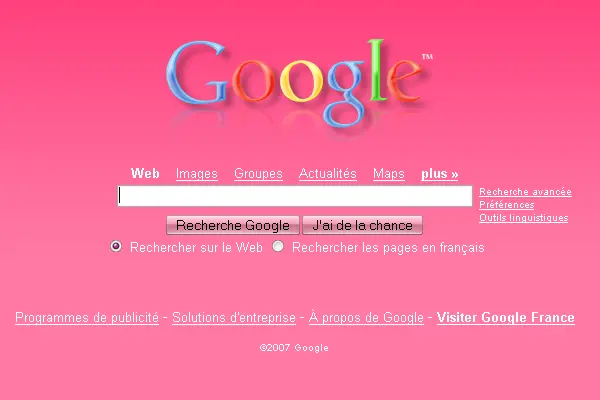 Google™
Web Images Groupes Actualités Maps plus »
Recherche avancée
Préférences
Outils linguistiques
Recherche Google J'ai de la chance
Rechercher sur le Web Rechercher les pages en français
Programmes de publicité - Solutions d'entreprise - À propos de Google - Visiter Google France
©2007 Google